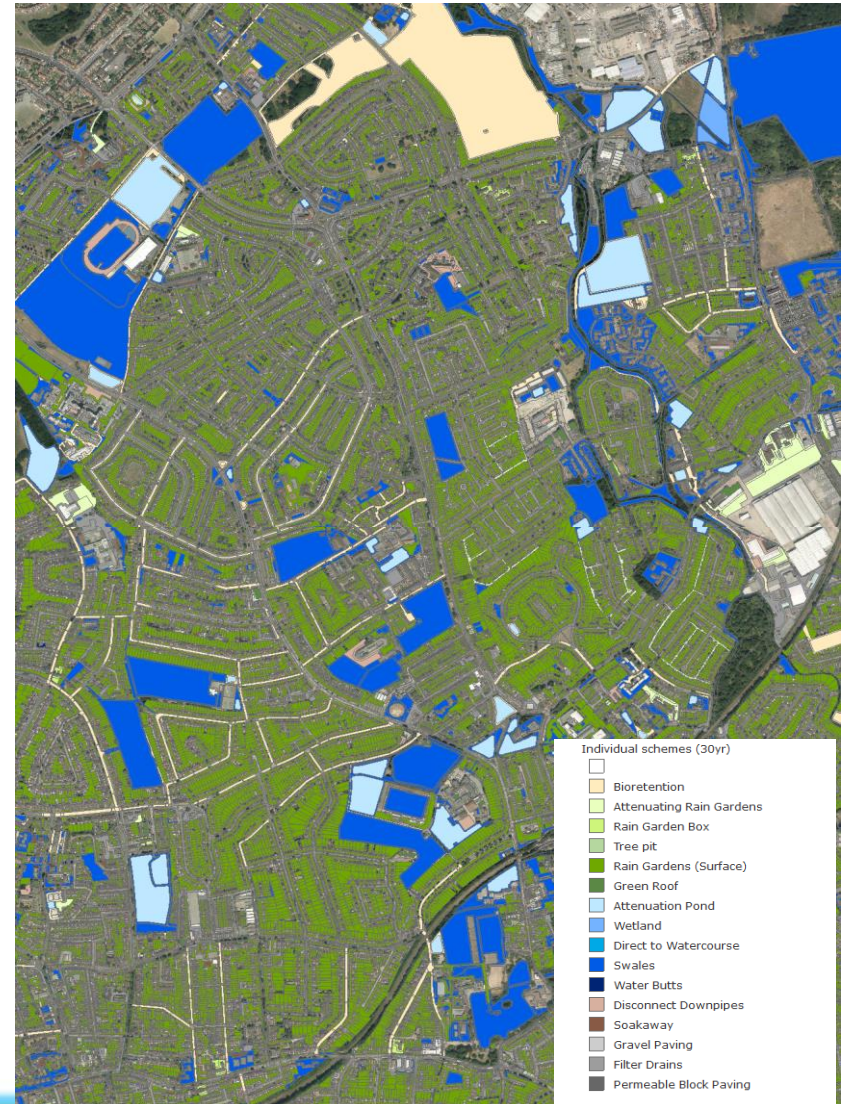 Individual schemes (30yr)
Bioretention
Attenuating Rain Gardens
Rain Garden Box
Tree pit
Rain Gardens (Surface)
Green Roof
Attenuation Pond
Wetland
Direct to Watercourse
Swales
Water Butts
Disconnect Downpipes
Soakaway
Gravel Paving
Filter Drains
Permeable Block Paving